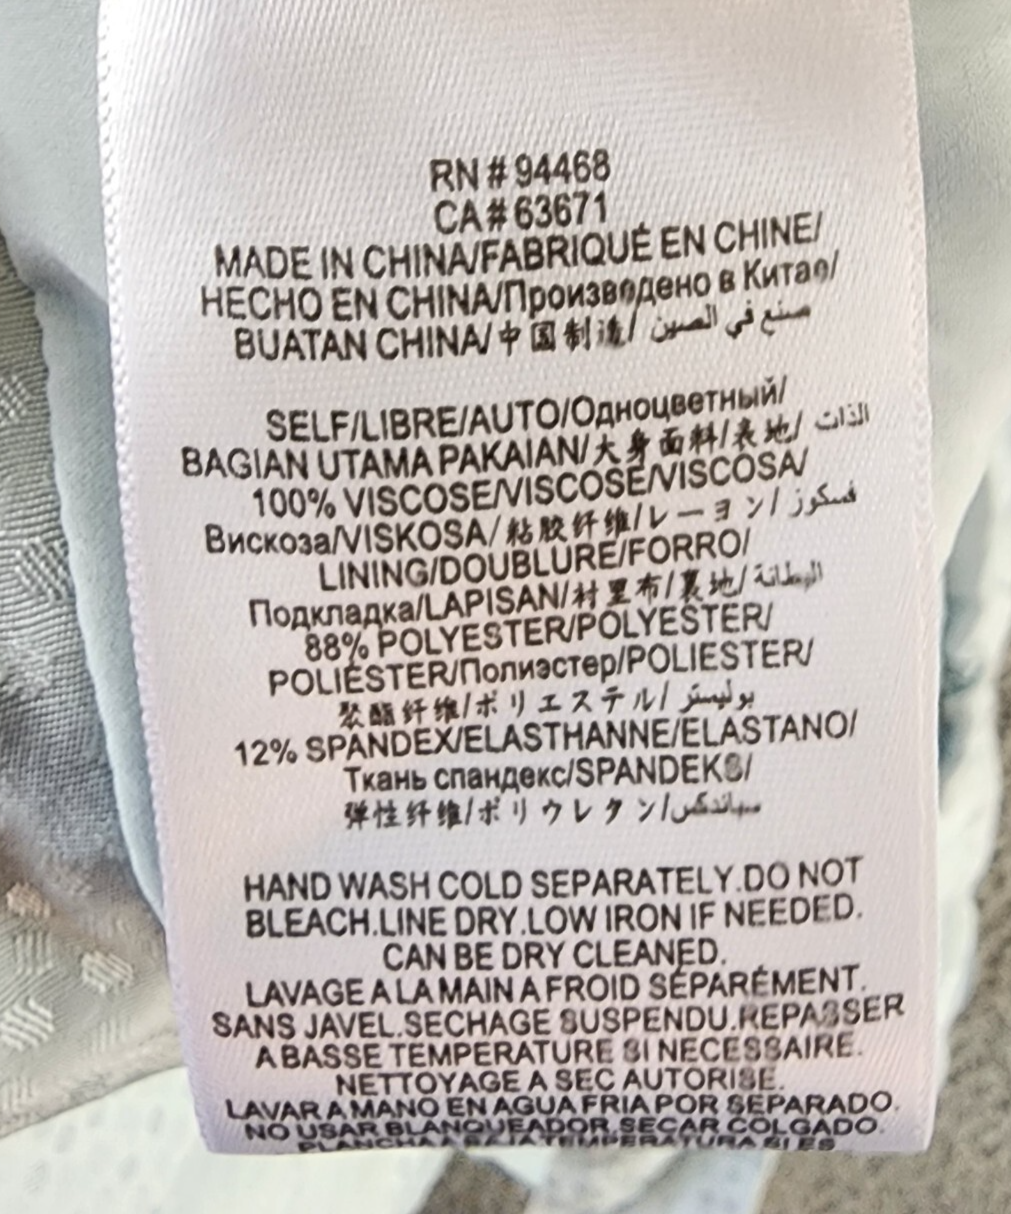 RN # 94468
CA # 63671
MADE IN CHINA/FABRIQUÉ EN CHINE/
HECHO EN CHINA/Произведено в Китае/
BUATAN CHINA/中国制造/ صنع في الصين
SELF/LIBRE/AUTO/Одноцветный/
BAGIAN UTAMA PAKAIAN/大身面料/表地/ الذات
100% VISCOSE/VISCOSE/VISCOSA/
Вискоза/VISKOSA/粘胶纤维/レーヨン/ فسكوز
LINING/DOUBLURE/FORRO/
Подкладка/LAPISAN/衬里布/裏地/ البطانة
88% POLYESTER/POLYESTER/
POLIÉSTER/Полиэстер/POLIESTER/
聚酯纤维/ポリエステル/ بوليستر
12% SPANDEX/ELASTHANNE/ELASTANO/
Ткань спандекс/SPANDEKS/
弹性纤维/ポリウレタン/ سباندكس
HAND WASH COLD SEPARATELY.DO NOT
BLEACH.LINE DRY.LOW IRON IF NEEDED.
CAN BE DRY CLEANED.
LAVAGE A LA MAIN A FROID SÉPARÉMENT.
SANS JAVEL.SECHAGE SUSPENDU.REPASSER
A BASSE TEMPERATURE SI NECESSAIRE.
NETTOYAGE A SEC AUTORISE.
LAVAR A MANO EN AGUA FRIA POR SEPARADO.
NO USAR BLANQUEADOR.SECAR COLGADO.
PLANCHA A BAJA TEMPERATURA SI ES